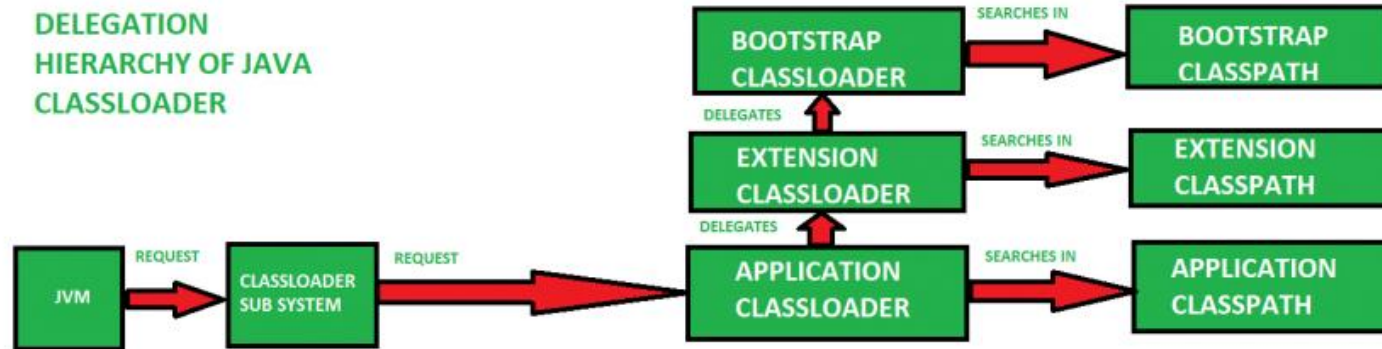 DELEGATION
HIERARCHY OF JAVA
CLASSLOADER
BOOTSTRAP
CLASSLOADER
SEARCHES IN
BOOTSTRAP
CLASSPATH
DELEGATES
EXTENSION
CLASSLOADER
SEARCHES IN
EXTENSION
CLASSPATH
DELEGATES
JVM
REQUEST
CLASSLOADER
SUB SYSTEM
REQUEST
APPLICATION
CLASSLOADER
SEARCHES IN
APPLICATION
CLASSPATH